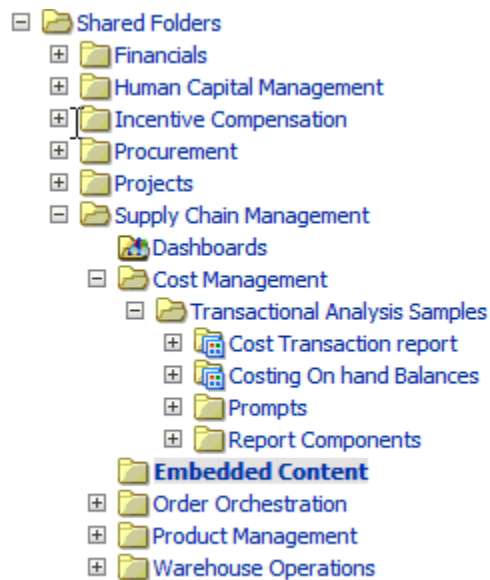 Shared Folders
Financials
Human Capital Management
Incentive Compensation
Procurement
Projects
Supply Chain Management
Dashboards
Cost Management
Transactional Analysis Samples
Cost Transaction report
Costing On hand Balances
Prompts
Report Components
Embedded Content
Order Orchestration
Product Management
Warehouse Operations